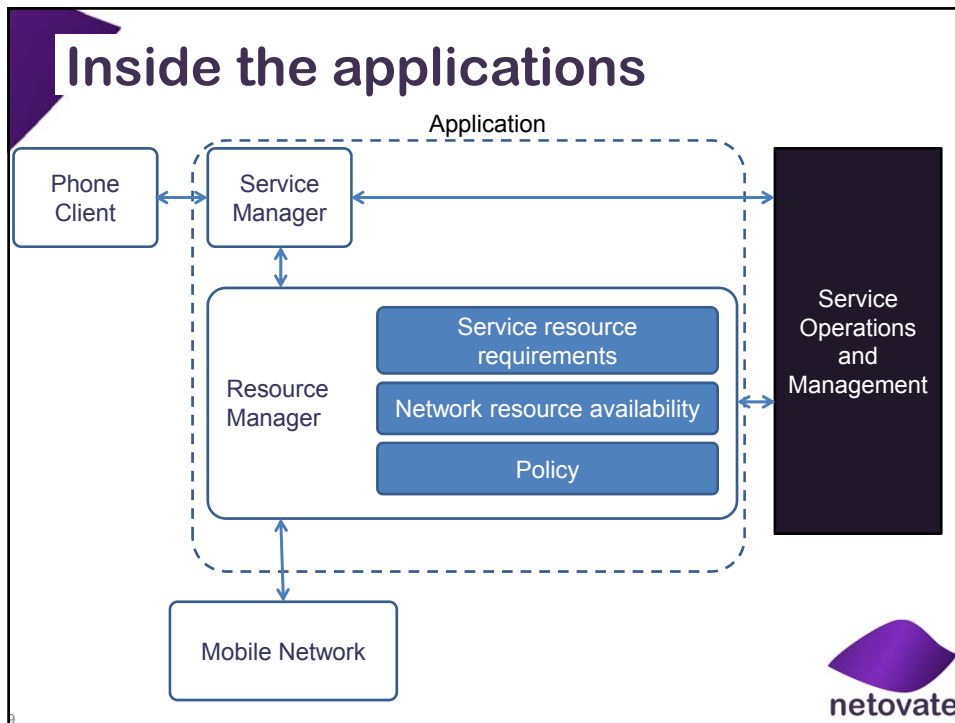 Inside the applications
Application
Phone
Client
Service
Manager
Service
Operations
and
Management
Resource
Manager
Service resource
requirements
Network resource availability
Policy
Mobile Network
netovate
9